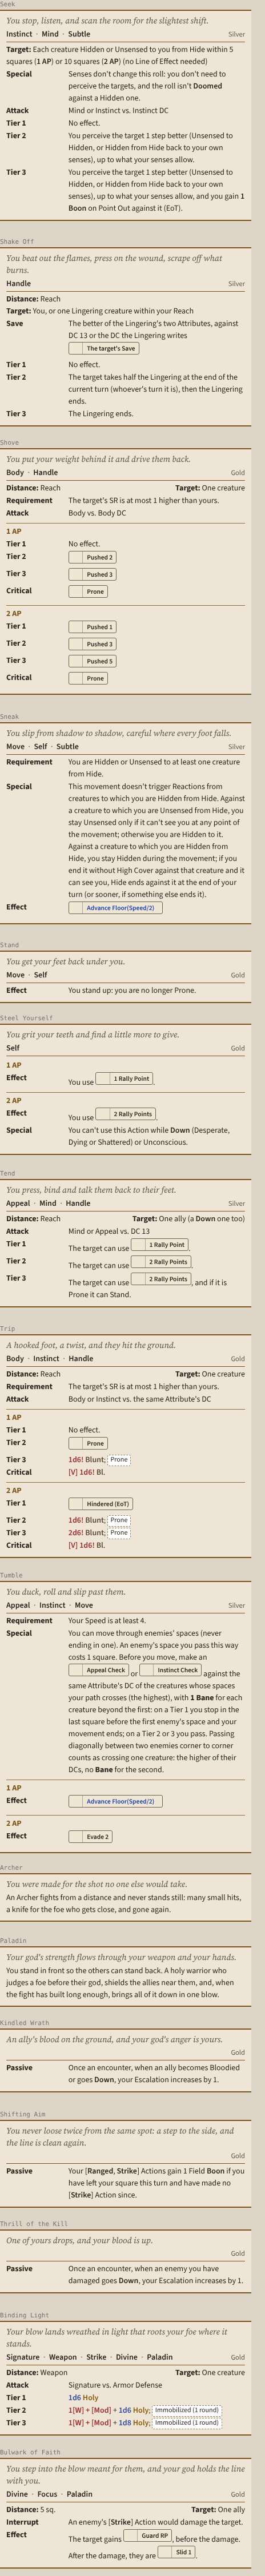 Seek
You stop, listen, and scan the room for the slightest shift.
Instinct · Mind · Subtle Silver
Target: Each creature Hidden or Unsensed to you from Hide within 5
squares (1 AP) or 10 squares (2 AP) (no Line of Effect needed)
Special Senses don't change this roll: you don't need to
perceive the targets, and the roll isn't Doomed
against a Hidden one.
Attack Mind or Instinct vs. Instinct DC
Tier 1 No effect.
Tier 2 You perceive the target 1 step better (Unsensed to
Hidden, or Hidden from Hide back to your own
senses), up to what your senses allow.
Tier 3 You perceive the target 1 step better (Unsensed to
Hidden, or Hidden from Hide back to your own
senses), up to what your senses allow, and you gain 1
Boon on Point Out against it (EoT).
Shake Off
You beat out the flames, press on the wound, scrape off what
burns.
Handle Silver
Distance: Reach
Target: You, or one Lingering creature within your Reach
Save The better of the Lingering's two Attributes, against
DC 13 or the DC the Lingering writes
The target's Save
Tier 1 No effect.
Tier 2 The target takes half the Lingering at the end of the
current turn (whoever's turn it is), then the Lingering
ends.
Tier 3 The Lingering ends.
Shove
You put your weight behind it and drive them back.
Body · Handle Gold
Distance: Reach Target: One creature
Requirement The target's SR is at most 1 higher than yours.
Attack Body vs. Body DC
1 AP
Tier 1 No effect.
Tier 2 Pushed 2
Tier 3 Pushed 3
Critical Prone
2 AP
Tier 1 Pushed 1
Tier 2 Pushed 3
Tier 3 Pushed 5
Critical Prone
Sneak
You slip from shadow to shadow, careful where every foot falls.
Move · Self · Subtle Silver
Requirement You are Hidden or Unsensed to at least one creature
from Hide.
Special This movement doesn't trigger Reactions from
creatures to which you are Hidden from Hide. Against
a creature to which you are Unsensed from Hide, you
stay Unsensed only if it can't see you at any point of
the movement; otherwise you are Hidden to it.
Against a creature to which you are Hidden from
Hide, you stay Hidden during the movement; if you
end it without High Cover against that creature and it
can see you, Hide ends against it at the end of your
turn (or sooner, if something else ends it).
Effect Advance Floor(Speed/2)
Stand
You get your feet back under you.
Move · Self Gold
Effect You stand up: you are no longer Prone.
Steel Yourself
You grit your teeth and find a little more to give.
Self Gold
1 AP
Effect You use 1 Rally Point.
2 AP
Effect You use 2 Rally Points.
Special You can't use this Action while Down (Desperate,
Dying or Shattered) or Unconscious.
Tend
You press, bind and talk them back to their feet.
Appeal · Mind · Handle Silver
Distance: Reach Target: One ally (a Down one too)
Attack Mind or Appeal vs. DC 13
Tier 1 The target can use 1 Rally Point.
Tier 2 The target can use 2 Rally Points.
Tier 3 The target can use 2 Rally Points, and if it is
Prone it can Stand.
Trip
A hooked foot, a twist, and they hit the ground.
Body · Instinct · Handle Gold
Distance: Reach Target: One creature
Requirement The target's SR is at most 1 higher than yours.
Attack Body or Instinct vs. the same Attribute's DC
1 AP
Tier 1 No effect.
Tier 2 Prone
Tier 3 1d6! Blunt; Prone
Critical [V] 1d6! Bl.
2 AP
Tier 1 Hindered (EoT)
Tier 2 1d6! Blunt; Prone
Tier 3 2d6! Blunt; Prone
Critical [V] 1d6! Bl.
Tumble
You duck, roll and slip past them.
Appeal · Instinct · Move Silver
Requirement Your Speed is at least 4.
Special You can move through enemies' spaces (never
ending in one). An enemy's space you pass this way
costs 1 square. Before you move, make an
Appeal Check or Instinct Check against the
same Attribute's DC of the creatures whose spaces
your path crosses (the highest), with 1 Bane for each
creature beyond the first: on a Tier 1 you stop in the
last square before the first enemy's space and your
movement ends; on a Tier 2 or 3 you pass. Passing
diagonally between two enemies corner to corner
counts as crossing one creature: the higher of their
DCs, no Bane for the second.
1 AP
Effect Advance Floor(Speed/2)
2 AP
Effect Evade 2
Archer
You were made for the shot no one else would take.
An Archer fights from a distance and never stands still: many small hits,
a knife for the foe who gets close, and gone again.
Paladin
Your god's strength flows through your weapon and your hands.
You stand in front so the others can stand back. A holy warrior who
judges a foe before their god, shields the allies near them, and, when
the fight has built long enough, brings all of it down in one blow.
Kindled Wrath
An ally's blood on the ground, and your god's anger is yours.
Gold
Passive Once an encounter, when an ally becomes Bloodied
or goes Down, your Escalation increases by 1.
Shifting Aim
You never loose twice from the same spot: a step to the side, and
the line is clean again.
Gold
Passive Your [Ranged, Strike] Actions gain 1 Field Boon if you
have left your square this turn and have made no
[Strike] Action since.
Thrill of the Kill
One of yours drops, and your blood is up.
Gold
Passive Once an encounter, when an enemy you have
damaged goes Down, your Escalation increases by 1.
Binding Light
Your blow lands wreathed in light that roots your foe where it
stands.
Signature · Weapon · Strike · Divine · Paladin Gold
Distance: Weapon Target: One creature
Attack Signature vs. Armor Defense
Tier 1 1d6 Holy
Tier 2 1[W] + [Mod] + 1d6 Holy; Immobilized (1 round)
Tier 3 1[W] + [Mod] + 1d8 Holy; Immobilized (1 round)
Bulwark of Faith
You step into the blow meant for them, and your god holds the line
with you.
Divine · Focus · Paladin Gold
Distance: 5 sq. Target: One ally
Interrupt An enemy's [Strike] Action would damage the target.
Effect The target gains Guard RP, before the damage.
After the damage, they are Slid 1.